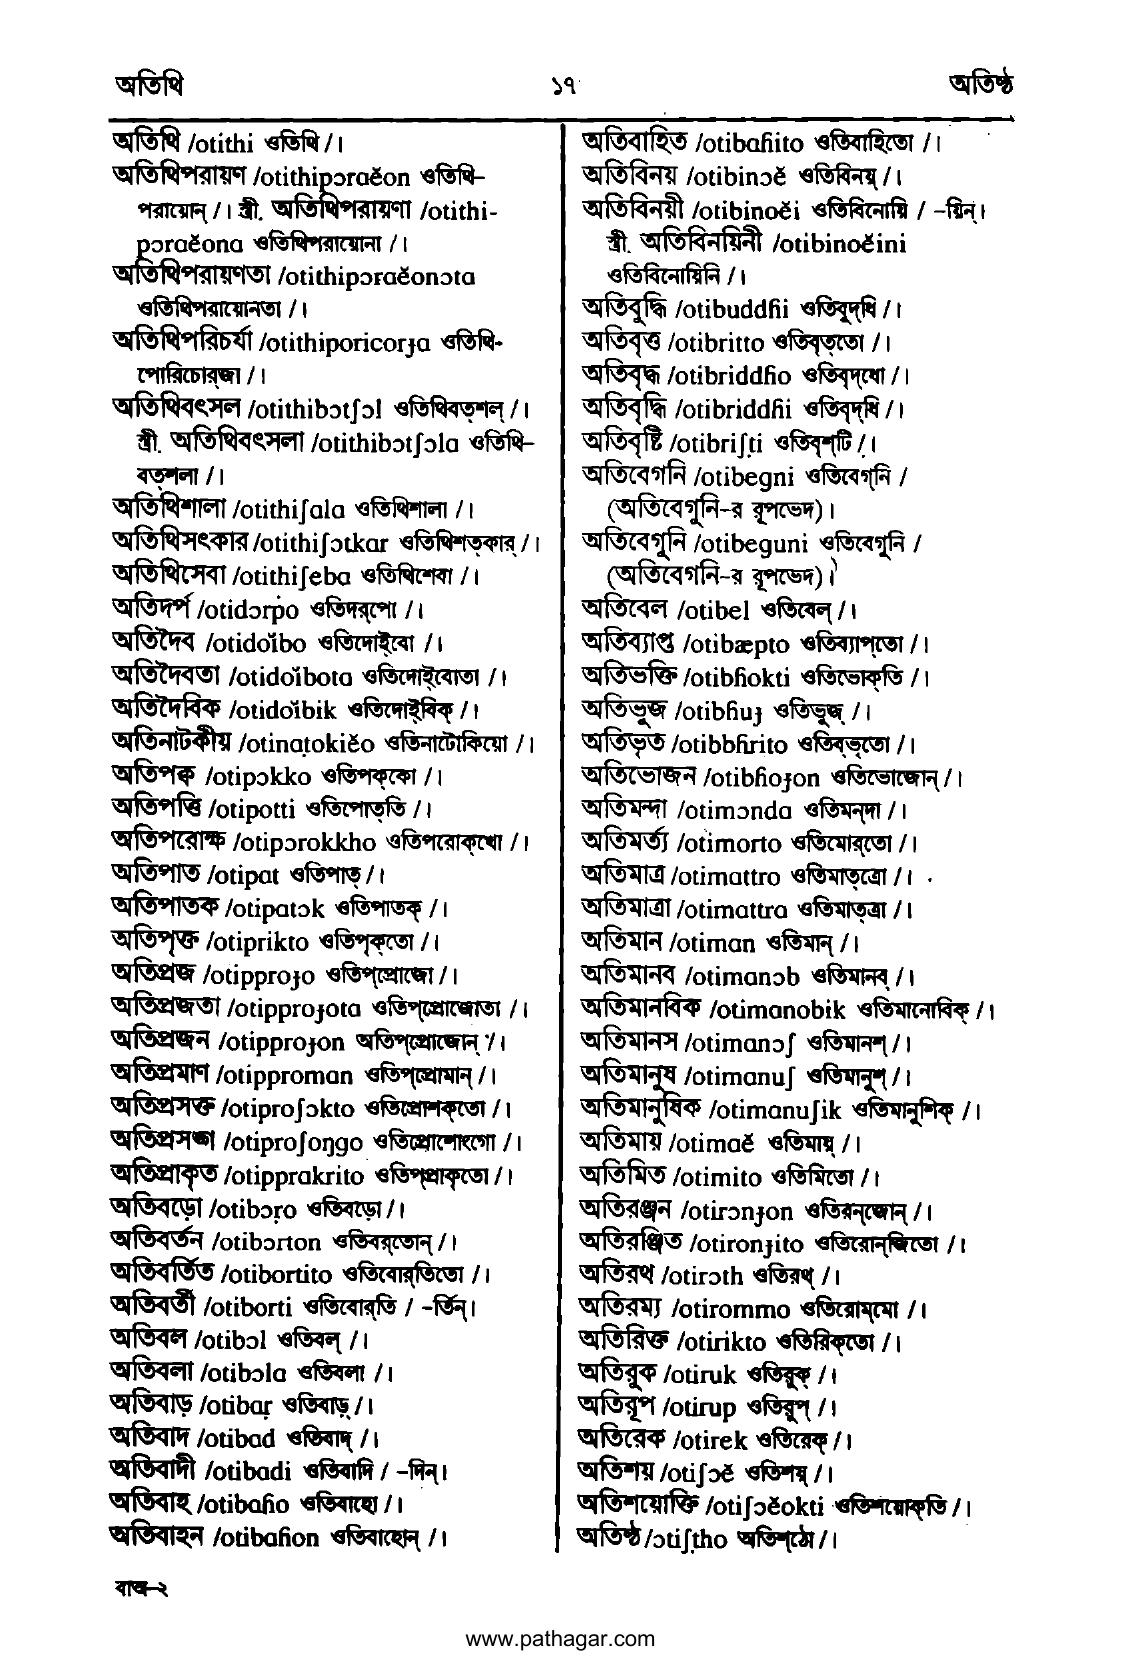 অতিথি ১৭ অতিষ্ঠ
অতিথি /otithi ওতিথি /।
অতিথিপরায়ণ /otithipɔraĕon ওতিথি-
পরায়োন্ /। স্ত্রী. অতিথিপরায়ণা /otithi-
pɔraĕona ওতিথিপরায়োনা /।
অতিথিপরায়ণতা /otithipɔraĕonɔta
ওতিথিপরায়োনতা /।
অতিথিপরিচর্যা /otithiporicorɟa ওতিথি-
পোরিচোর্‌জা /।
অতিথিবৎসল /otithibɔtʃɔl ওতিথিবত্‌শল্ /।
স্ত্রী. অতিথিবৎসলা /otithibɔtʃɔla ওতিথি-
বত্‌শলা /।
অতিথিশালা /otithiʃala ওতিথিশালা /।
অতিথিসৎকার /otithiʃɔtkar ওতিথিশত্‌কার্ /।
অতিথিসেবা /otithiʃeba ওতিথিশেবা /।
অতিদর্প /otidɔrpo ওতিদর্‌পো /।
অতিদৈব /otidoĭbo ওতিদোই্‌বো /।
অতিদৈবতা /otidoĭbota ওতিদোই্‌বোতা /।
অতিদৈবিক /otidoĭbik ওতিদোই্‌বিক্ /।
অতিনাটকীয় /otinaṭokiĕo ওতিনাটোকিয়ো /।
অতিপক্ব /otipɔkko ওতিপক্‌কো /।
অতিপত্তি /otipotti ওতিপোত্‌তি /।
অতিপরোক্ষ /otipɔrokkho ওতিপরোক্‌খো /।
অতিপাত /otipat ওতিপাত্ /।
অতিপাতক /otipatɔk ওতিপাতক্ /।
অতিপৃক্ত /otiprikto ওতিপৃক্‌তো /।
অতিপ্রজ /otipproɟo ওতিপ্‌প্রোজো /।
অতিপ্রজতা /otipproɟota ওতিপ্‌প্রোজোতা /।
অতিপ্রজন /otipproɟon অতিপ্‌প্রোজোন্ /।
অতিপ্রমাণ /otipproman ওতিপ্‌প্রোমান্ /।
অতিপ্রসক্ত /otiproʃɔkto ওতিপ্রোশক্‌তো /।
অতিপ্রসঙ্গ /otiproʃoŋgo ওতিপ্রোশোংগো /।
অতিপ্রাকৃত /otipprakrito ওতিপ্‌প্রাকৃতো /।
অতিবড়ো /otibɔṛo ওতিবড়ো /।
অতিবর্তন /otibɔrton ওতিবর্‌তোন্ /।
অতিবর্তিত /otibortito ওতিবোর্‌তিতো /।
অতিবর্তী /otiborti ওতিবোর্‌তি / -র্তিন্।
অতিবল /otibɔl ওতিবল্ /।
অতিবলা /otibɔla ওতিবলা /।
অতিবাড় /otibaṛ ওতিবাড়্ /।
অতিবাদ /otibad ওতিবাদ্ /।
অতিবাদী /otibadi ওতিবাদি / -দিন্।
অতিবাহ /otibaɦo ওতিবাহো /।
অতিবাহন /otibaɦon ওতিবাহোন্ /।
অতিবাহিত /otibaɦito ওতিবাহিতো /।
অতিবিনয় /otibinɔĕ ওতিবিনয়্ /।
অতিবিনয়ী /otibinoĕi ওতিবিনোয়ি / -য়িন্।
স্ত্রী. অতিবিনয়িনী /otibinoĕini
ওতিবিনোয়িনি /।
অতিবুদ্ধি /otibuddɦi ওতিবুদ্‌ধি /।
অতিবৃত্ত /otibritto ওতিবৃত্‌তো /।
অতিবৃদ্ধ /otibriddɦo ওতিবৃদ্‌ধো /।
অতিবৃদ্ধি /otibriddɦi ওতিবৃদ্‌ধি /।
অতিবৃষ্টি /otibriʃṭi ওতিবৃশ্‌টি /।
অতিবেগনি /otibegni ওতিবেগ্‌নি /
(অতিবেগুনি-র রূপভেদ)।
অতিবেগুনি /otibeguni ওতিবেগুনি /
(অতিবেগনি-র রূপভেদ)।
অতিবেল /otibel ওতিবেল্ /।
অতিব্যাপ্ত /otibæpto ওতিব্যাপ্‌তো /।
অতিভক্তি /otibɦokti ওতিভোক্‌তি /।
অতিভুজ /otibɦuɟ ওতিভুজ্ /।
অতিভৃত /otibbɦrito ওতিব্‌ভৃতো /।
অতিভোজন /otibɦoɟon ওতিভোজোন্ /।
অতিমন্দা /otimɔnda ওতিমন্‌দা /।
অতিমর্ত্য /otimorto ওতিমোর্‌তো /।
অতিমাত্র /otimattro ওতিমাত্‌ত্রো /।
অতিমাত্রা /otimattra ওতিমাত্‌ত্রা /।
অতিমান /otiman ওতিমান্ /।
অতিমানব /otimanɔb ওতিমানব্ /।
অতিমানবিক /otimanobik ওতিমানোবিক্ /।
অতিমানস /otimanɔʃ ওতিমানশ্ /।
অতিমানুষ /otimanuʃ ওতিমানুশ্ /।
অতিমানুষিক /otimanuʃik ওতিমানুশিক্ /।
অতিমায় /otimaĕ ওতিমায়্ /।
অতিমিত /otimito ওতিমিতো /।
অতিরঞ্জন /otirɔnɟon ওতিরন্‌জোন্ /।
অতিরঞ্জিত /otironɟito ওতিরোন্‌জিতো /।
অতিরথ /otirɔth ওতিরথ্ /।
অতিরম্য /otirommo ওতিরোম্‌মো /।
অতিরিক্ত /otirikto ওতিরিক্‌তো /।
অতিরুক /otiruk ওতিরুক্ /।
অতিরূপ /otirup ওতিরুপ্ /।
অতিরেক /otirek ওতিরেক্ /।
অতিশয় /otiʃɔĕ ওতিশয়্ /।
অতিশয়োক্তি /otiʃɔĕokti ওতিশয়োক্‌তি /।
অতিষ্ঠ /ɔtiʃṭho অতিশ্‌ঠো /।
বাঅ-২
www.pathagar.com